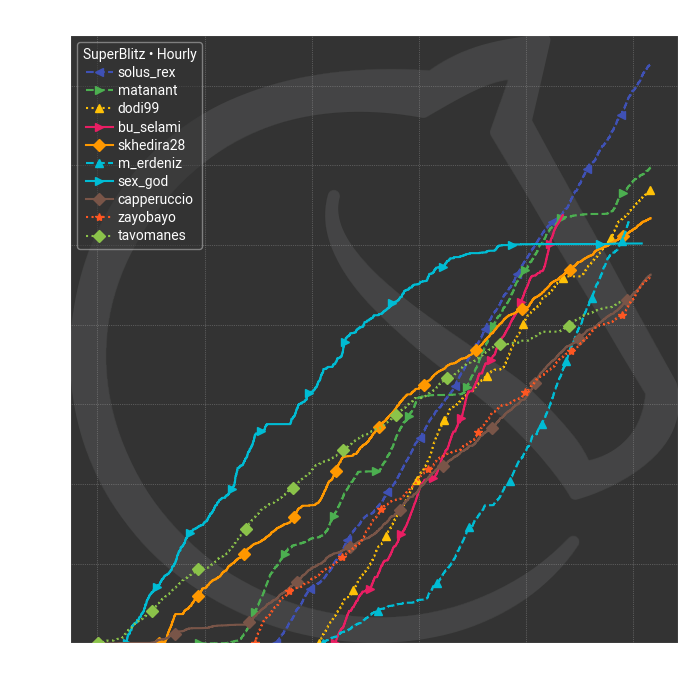 SuperBlitz • Hourly
solus_rex
matanant
dodi99
bu_selami
skhedira28
m_erdeniz
sex_god
capperuccio
zayobayo
tavomanes